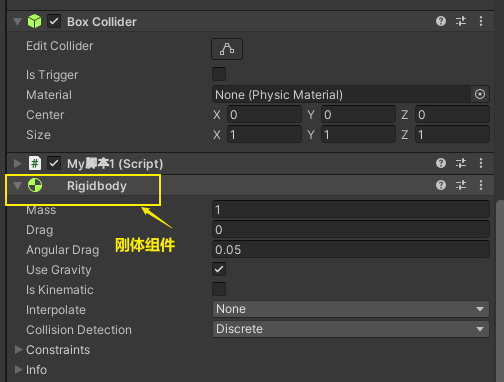 Box Collider
Edit Collider
Is Trigger
Material None (Physic Material)
Center X 0 Y 0 Z 0
Size X 1 Y 1 Z 1
# My脚本1 (Script)
Rigidbody
Mass 1
Drag 0
刚体组件
Angular Drag 0.05
Use Gravity
Is Kinematic
Interpolate None
Collision Detection Discrete
Constraints
Info